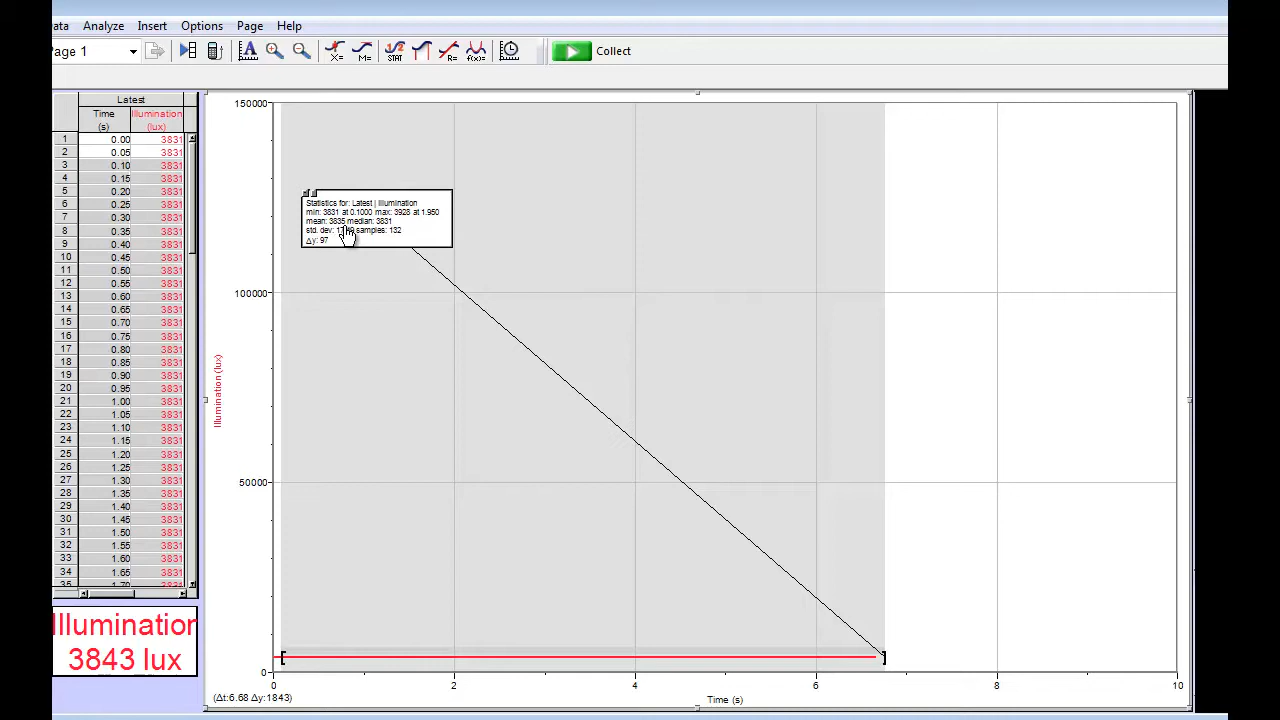 ata Analyze Insert Options Page Help
Page 1
A X= M= 1/2 STAT R= f(x)= Collect
Latest
Time Illumination
(s) (lux)
1 0.00 3831
2 0.05 3831
3 0.10 3831
4 0.15 3831
5 0.20 3831
6 0.25 3831
7 0.30 3831
8 0.35 3831
9 0.40 3831
10 0.45 3831
11 0.50 3831
12 0.55 3831
13 0.60 3831
14 0.65 3831
15 0.70 3831
16 0.75 3831
17 0.80 3831
18 0.85 3831
19 0.90 3831
20 0.95 3831
21 1.00 3831
22 1.05 3831
23 1.10 3831
24 1.15 3831
25 1.20 3831
26 1.25 3831
27 1.30 3831
28 1.35 3831
29 1.40 3831
30 1.45 3831
31 1.50 3831
32 1.55 3831
33 1.60 3831
34 1.65 3831
35 1.70 3831
Illumination
3843 lux
150000
100000
50000
0
Illumination (lux)
Statistics for: Latest | Illumination
min: 3831 at 0.1000 max: 3928 at 1.950
mean: 3835 median: 3831
std. dev: samples: 132
Δy: 97
0 2 4 6 8 10
(Δt:6.68 Δy:1843)
Time (s)